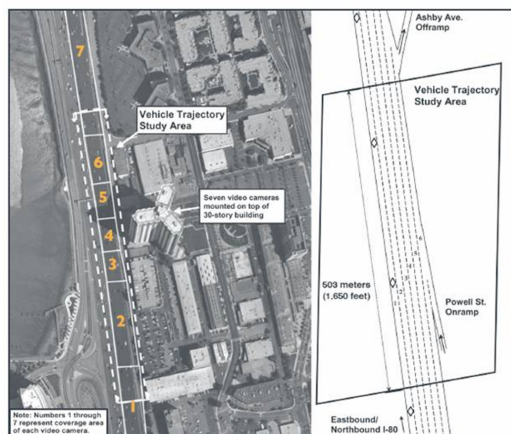 7
Vehicle Trajectory
Study Area
6
5
Seven video cameras
mounted on top of
30-story building
4
3
2
1
Note: Numbers 1 through
7 represent coverage area
of each video camera.
Ashby Ave.
Offramp
Vehicle Trajectory
Study Area
503 meters
(1,650 feet)
Powell St.
Onramp
Eastbound/
Northbound I-80